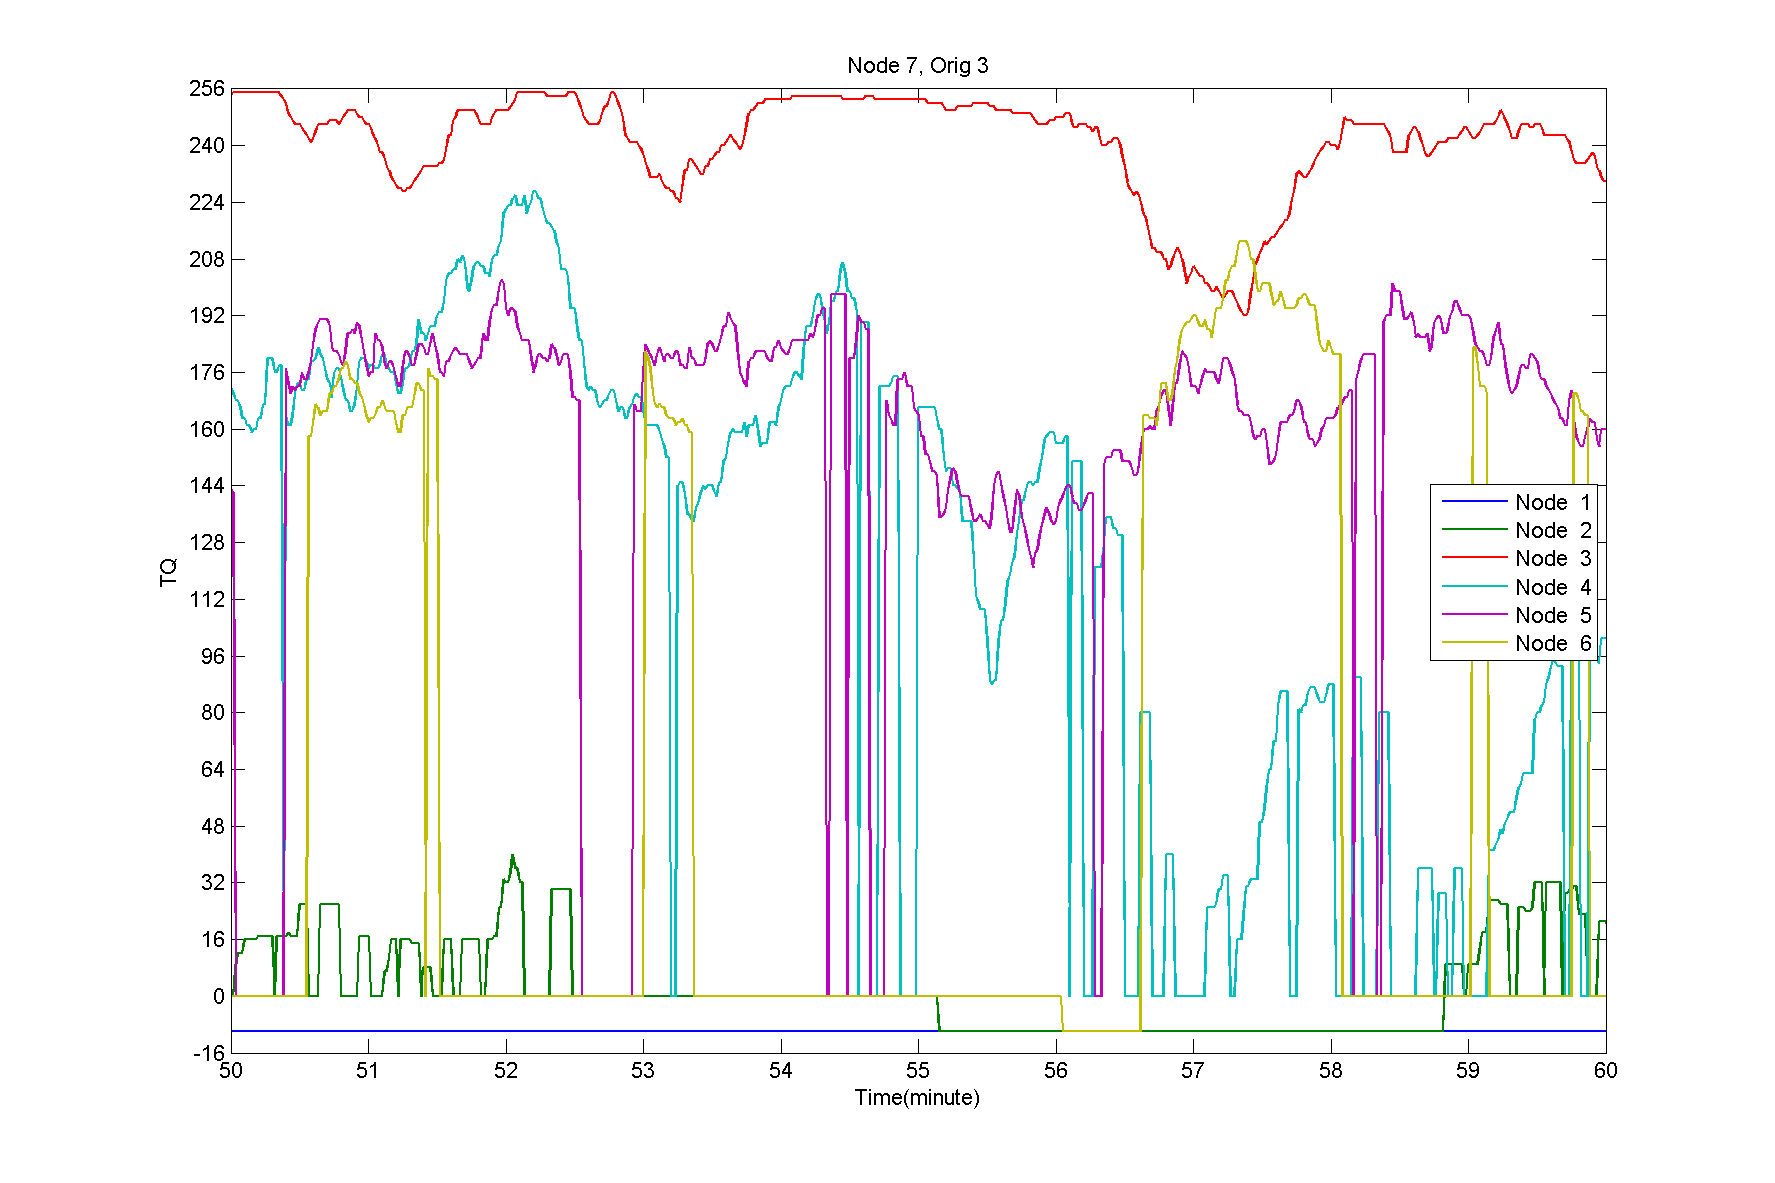 Node 7, Orig 3
256
240
224
208
192
176
160
144
128
112
96
80
64
48
32
16
0
-16
TQ
50 51 52 53 54 55 56 57 58 59 60
Time(minute)
Node 1
Node 2
Node 3
Node 4
Node 5
Node 6